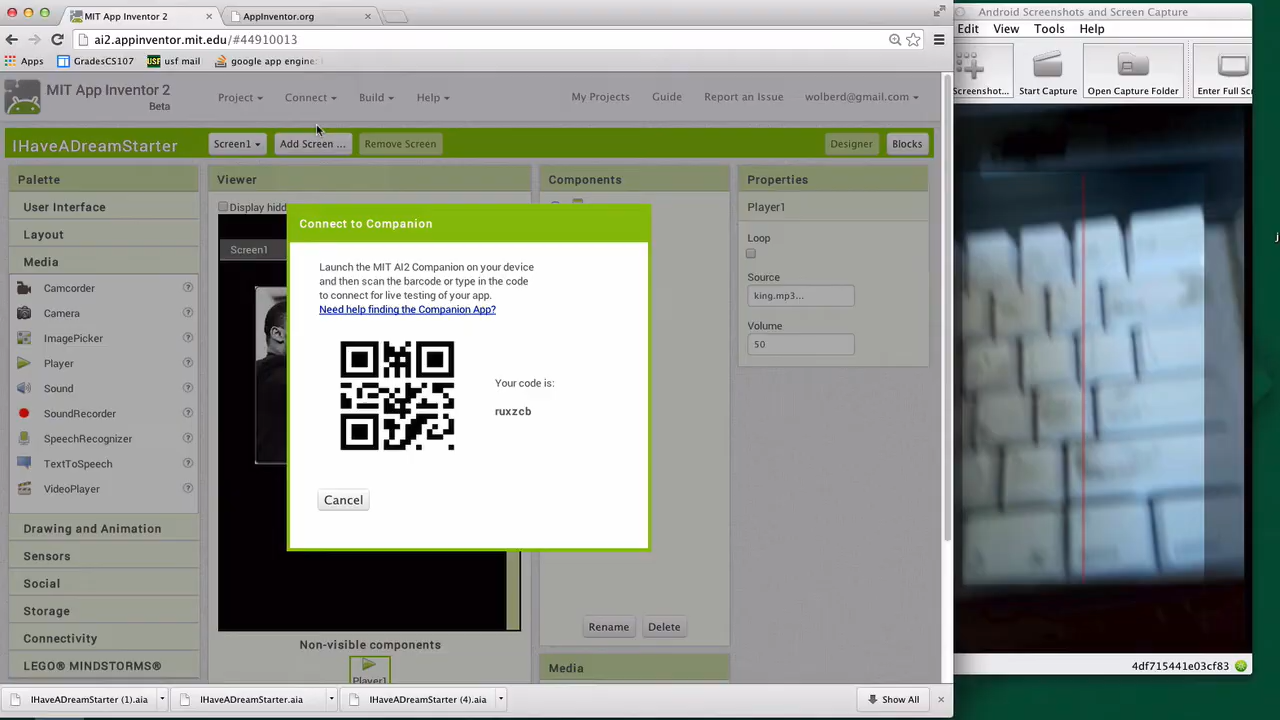 MIT App Inventor 2
AppInventor.org
Android Screenshots and Screen Capture
ai2.appinventor.mit.edu/#44910013
Edit View Tools Help
Apps GradesCS107 usf mail google app engine:
Screenshot... Start Capture Open Capture Folder Enter Full Scr
MIT App Inventor 2
Beta
Project Connect Build Help My Projects Guide Report an Issue wolberd@gmail.com
IHaveADreamStarter Screen1 Add Screen ... Remove Screen Designer Blocks
Palette
User Interface
Layout
Media
Camcorder
Camera
ImagePicker
Player
Sound
SoundRecorder
SpeechRecognizer
TextToSpeech
VideoPlayer
Drawing and Animation
Sensors
Social
Storage
Connectivity
LEGO® MINDSTORMS®
Viewer
Display hidd
Screen1
Connect to Companion
Launch the MIT AI2 Companion on your device
and then scan the barcode or type in the code
to connect for live testing of your app.
Need help finding the Companion App?
Your code is:
ruxzcb
Cancel
Non-visible components
Player1
Components
Rename Delete
Media
Properties
Player1
Loop
Source
king.mp3...
Volume
50
4df715441e03cf83
IHaveADreamStarter (1).aia IHaveADreamStarter.aia IHaveADreamStarter (4).aia Show All